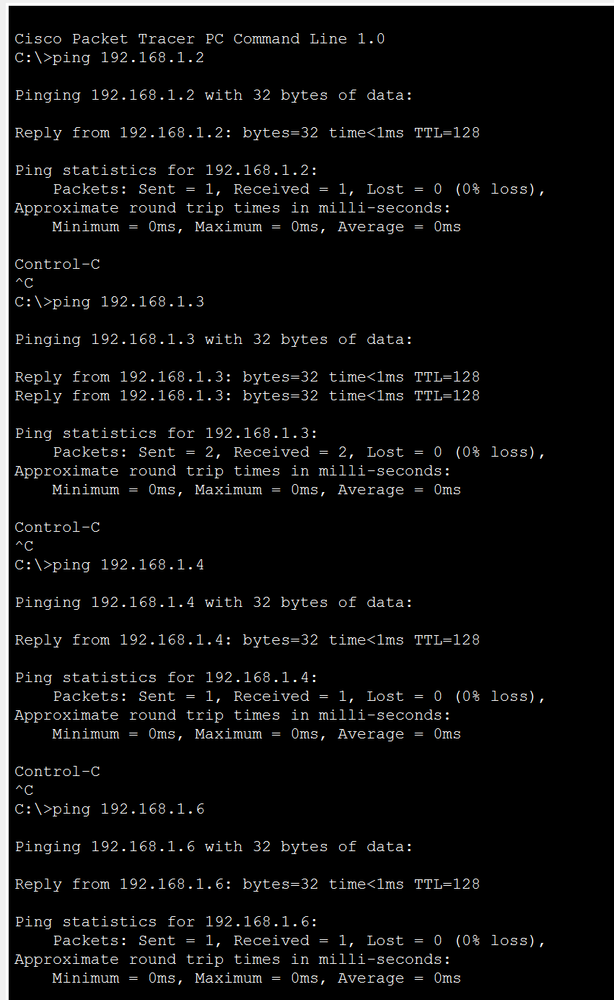 Cisco Packet Tracer PC Command Line 1.0
C:\>ping 192.168.1.2
Pinging 192.168.1.2 with 32 bytes of data:
Reply from 192.168.1.2: bytes=32 time<1ms TTL=128
Ping statistics for 192.168.1.2:
    Packets: Sent = 1, Received = 1, Lost = 0 (0% loss),
Approximate round trip times in milli-seconds:
    Minimum = 0ms, Maximum = 0ms, Average = 0ms
Control-C
^C
C:\>ping 192.168.1.3
Pinging 192.168.1.3 with 32 bytes of data:
Reply from 192.168.1.3: bytes=32 time<1ms TTL=128
Reply from 192.168.1.3: bytes=32 time<1ms TTL=128
Ping statistics for 192.168.1.3:
    Packets: Sent = 2, Received = 2, Lost = 0 (0% loss),
Approximate round trip times in milli-seconds:
    Minimum = 0ms, Maximum = 0ms, Average = 0ms
Control-C
^C
C:\>ping 192.168.1.4
Pinging 192.168.1.4 with 32 bytes of data:
Reply from 192.168.1.4: bytes=32 time<1ms TTL=128
Ping statistics for 192.168.1.4:
    Packets: Sent = 1, Received = 1, Lost = 0 (0% loss),
Approximate round trip times in milli-seconds:
    Minimum = 0ms, Maximum = 0ms, Average = 0ms
Control-C
^C
C:\>ping 192.168.1.6
Pinging 192.168.1.6 with 32 bytes of data:
Reply from 192.168.1.6: bytes=32 time<1ms TTL=128
Ping statistics for 192.168.1.6:
    Packets: Sent = 1, Received = 1, Lost = 0 (0% loss),
Approximate round trip times in milli-seconds:
    Minimum = 0ms, Maximum = 0ms, Average = 0ms